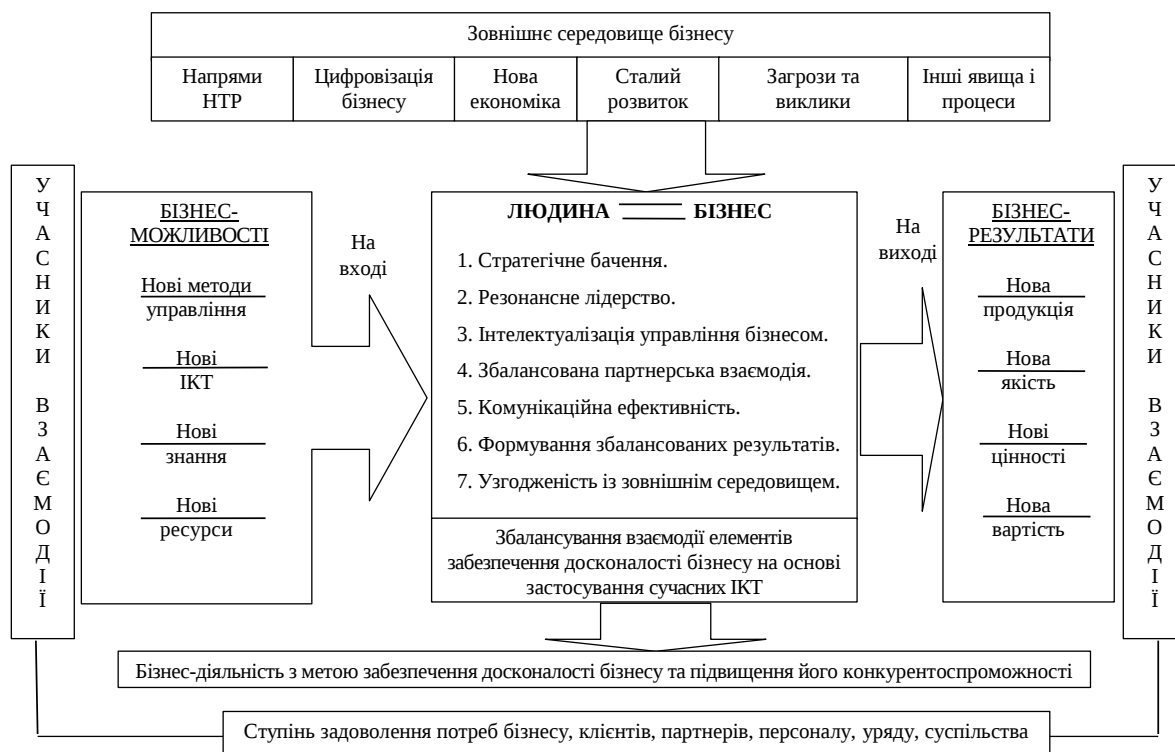 Зовнішнє середовище бізнесу
Напрями
НТР
Цифровізація
бізнесу
Нова
економіка
Сталий
розвиток
Загрози та
виклики
Інші явища і
процеси
УЧАСНИКИ ВЗАЄМОДІЇ
БІЗНЕС-
МОЖЛИВОСТІ
Нові методи
управління
Нові
ІКТ
Нові
знання
Нові
ресурси
На
вході
ЛЮДИНА БІЗНЕС
1. Стратегічне бачення.
2. Резонансне лідерство.
3. Інтелектуалізація управління бізнесом.
4. Збалансована партнерська взаємодія.
5. Комунікаційна ефективність.
6. Формування збалансованих результатів.
7. Узгодженість із зовнішнім середовищем.
Збалансування взаємодії елементів
забезпечення досконалості бізнесу на основі
застосування сучасних ІКТ
На
виході
БІЗНЕС-
РЕЗУЛЬТАТИ
Нова
продукція
Нова
якість
Нові
цінності
Нова
вартість
УЧАСНИКИ ВЗАЄМОДІЇ
Бізнес-діяльність з метою забезпечення досконалості бізнесу та підвищення його конкурентоспроможності
Ступінь задоволення потреб бізнесу, клієнтів, партнерів, персоналу, уряду, суспільства